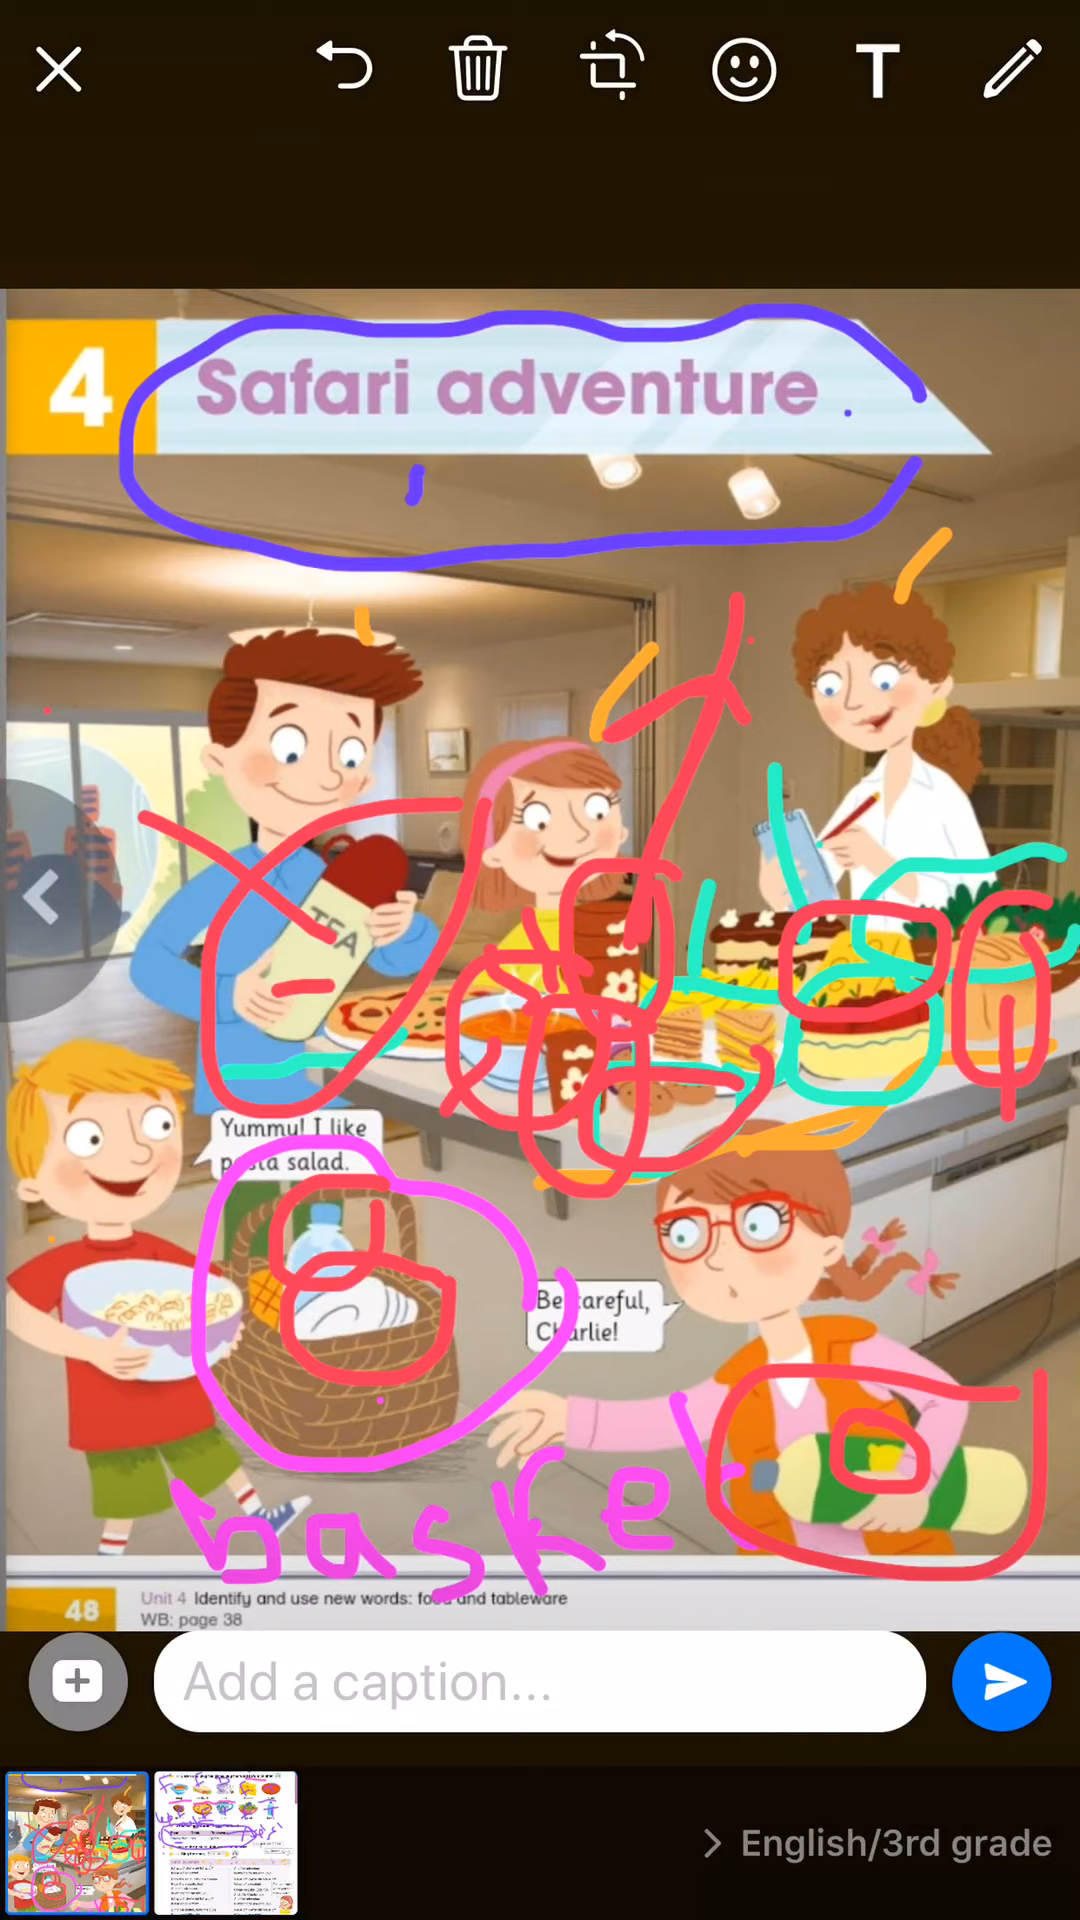 T
4 Safari adventure
TEA
Yummy! I like
pasta salad.
Be careful,
Charlie!
basket
48 Unit 4 Identify and use new words: food and tableware
WB: page 38
Add a caption...
English/3rd grade